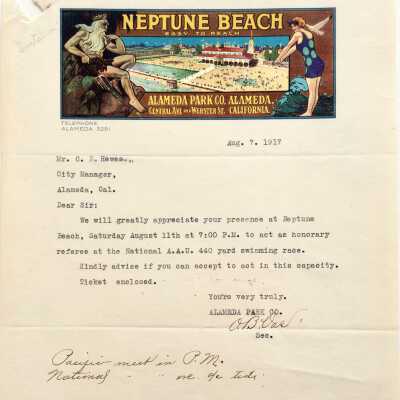 NEPTUNE BEACH
"EASY TO REACH"
ALAMEDA PARK CO. ALAMEDA,
CENTRAL AVE AND WEBSTER ST. CALIFORNIA.
TELEPHONE
ALAMEDA 3251
Aug. 7. 1917
Mr. C. E. Hewes.,
City Manager,
Alameda, Cal.
Dear Sir:
We will greatly appreciate your presence at Neptune
Beach, Saturday August 11th at 7:00 P.M. to act as honorary
referee at the National A.A.U. 440 yard swimming race.
Kindly advice if you can accept to act in this capacity.
Ticket enclosed.
Your's very truly.
ALAMEDA PARK CO.
Sec.
Pacific meet in P.M.
National